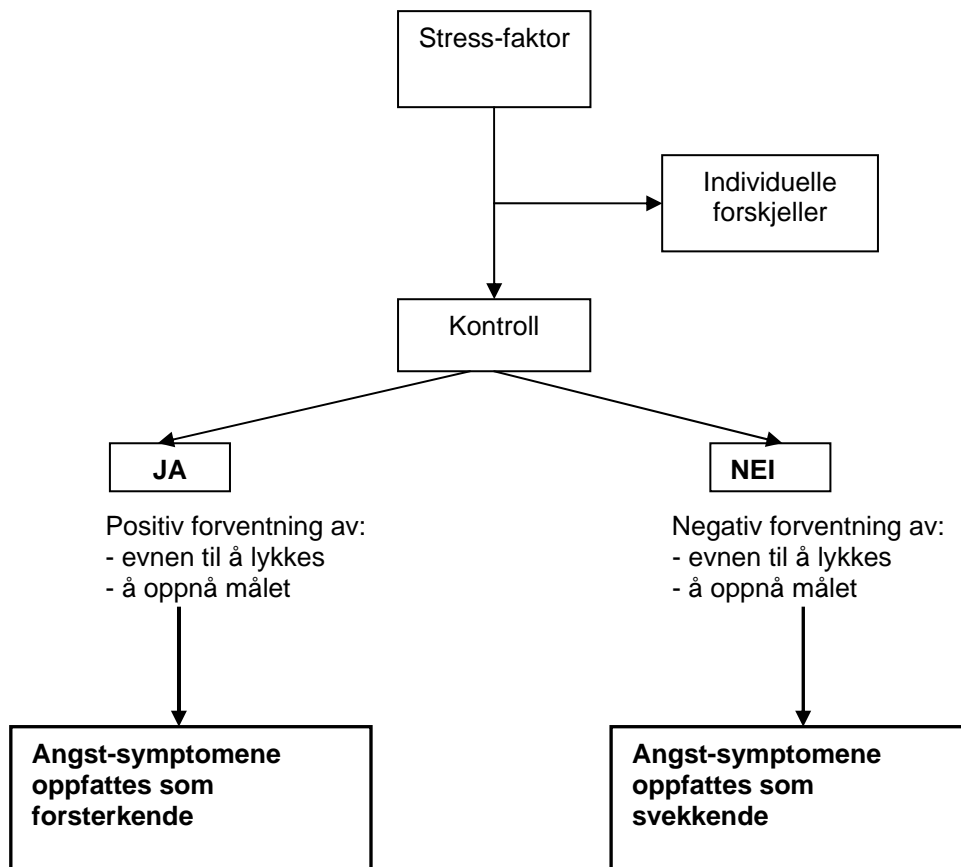 Stress-faktor
Individuelle
forskjeller
Kontroll
JA
NEI
Positiv forventning av:
- evnen til å lykkes
- å oppnå målet
Negativ forventning av:
- evnen til å lykkes
- å oppnå målet
Angst-symptomene
oppfattes som
forsterkende
Angst-symptomene
oppfattes som
svekkende